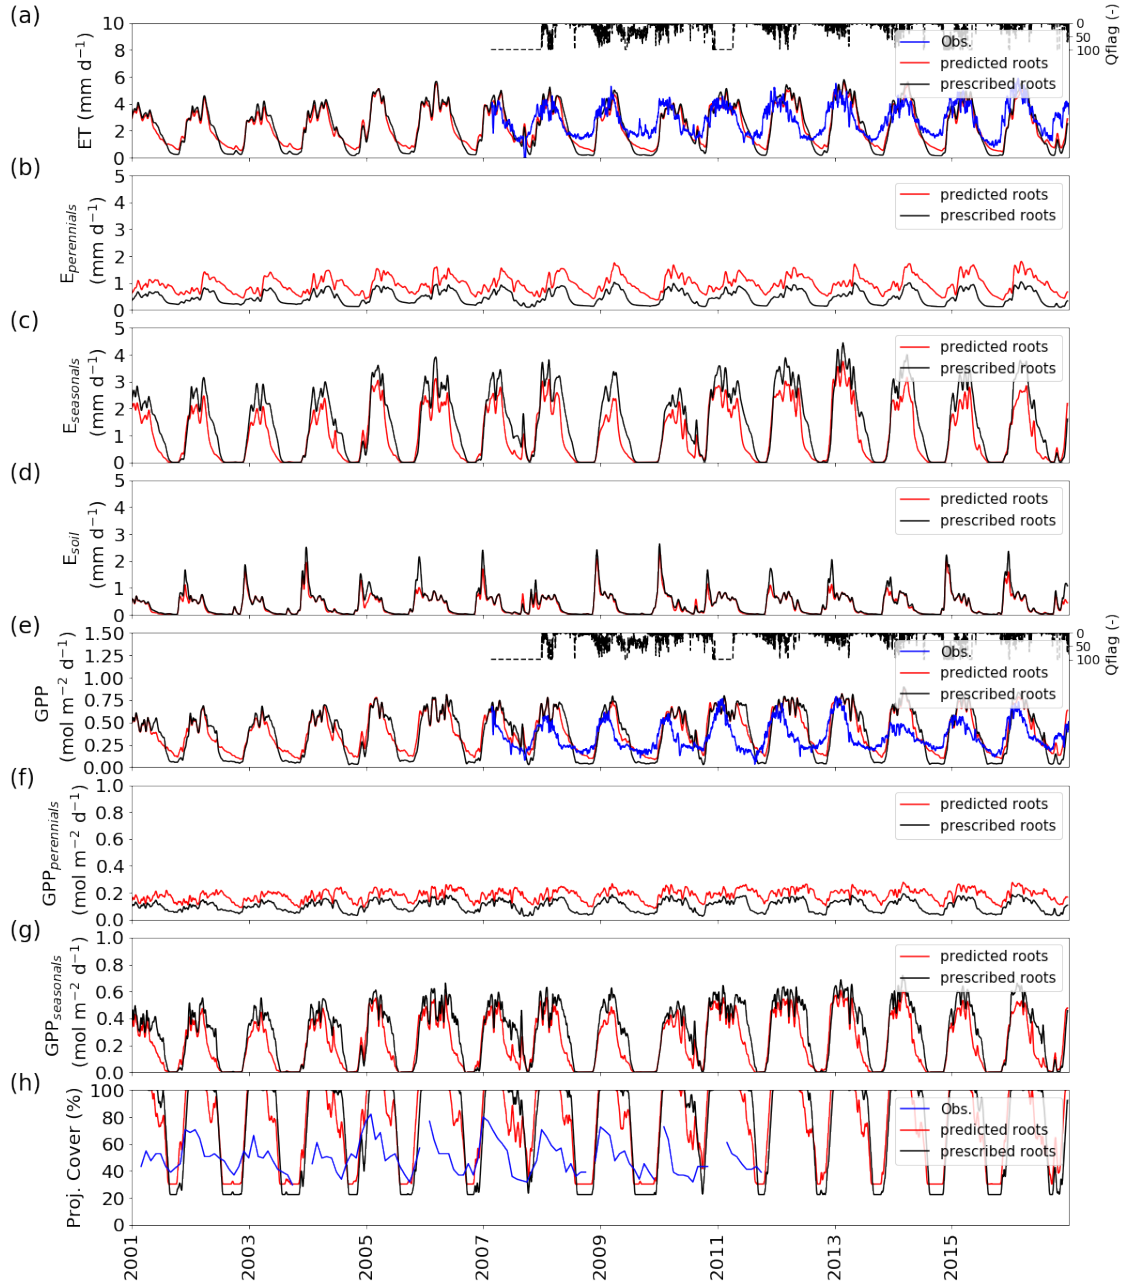 (a)
ET (mm d⁻¹)
10
8
6
4
2
0
0
50
100
Qflag (-)
Obs.
predicted roots
prescribed roots
(b)
E_perennials
(mm d⁻¹)
5
4
3
2
1
0
predicted roots
prescribed roots
(c)
E_seasonals
(mm d⁻¹)
5
4
3
2
1
0
predicted roots
prescribed roots
(d)
E_soil
(mm d⁻¹)
5
4
3
2
1
0
predicted roots
prescribed roots
(e)
GPP
(mol m⁻² d⁻¹)
1.50
1.25
1.00
0.75
0.50
0.25
0.00
0
50
100
Qflag (-)
Obs.
predicted roots
prescribed roots
(f)
GPP_perennials
(mol m⁻² d⁻¹)
1.0
0.8
0.6
0.4
0.2
0.0
predicted roots
prescribed roots
(g)
GPP_seasonals
(mol m⁻² d⁻¹)
1.0
0.8
0.6
0.4
0.2
0.0
predicted roots
prescribed roots
(h)
Proj. Cover (%)
100
80
60
40
20
0
Obs.
predicted roots
prescribed roots
2001
2003
2005
2007
2009
2011
2013
2015